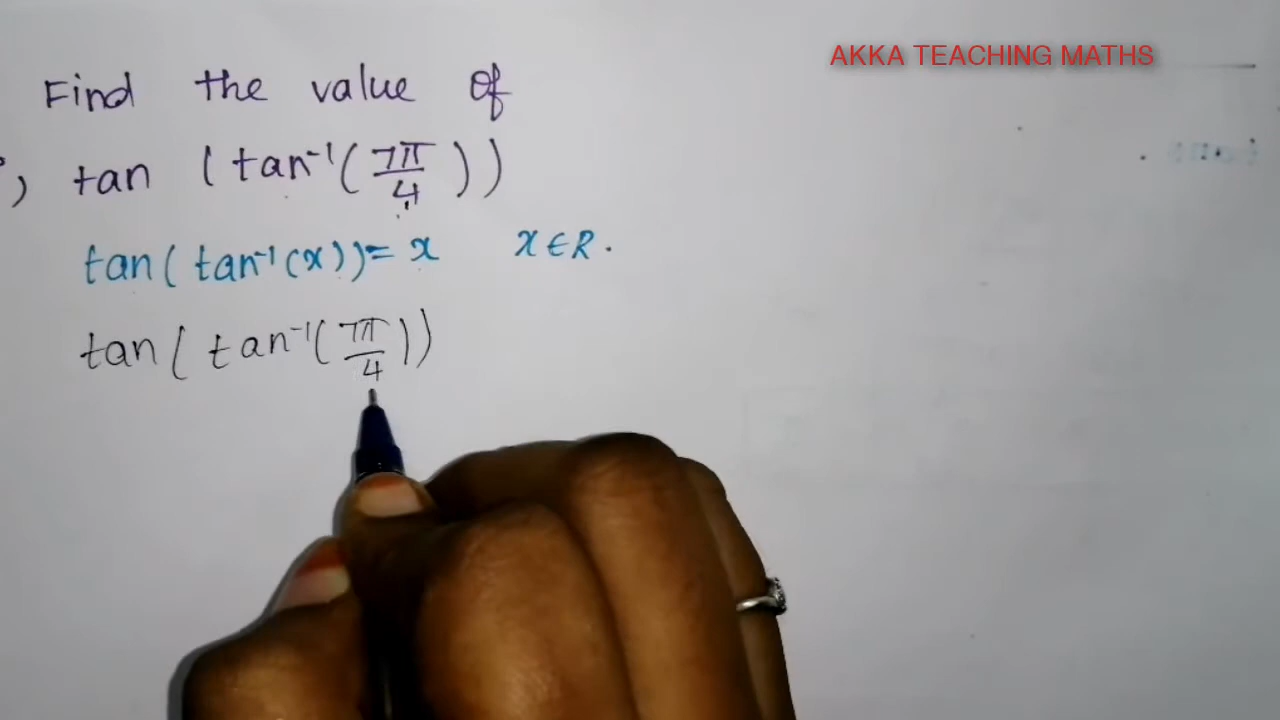 AKKA TEACHING MATHS
Find the value of
), tan (tan⁻¹(7π/4))
tan(tan⁻¹(x))= x x ∈ R.
tan(tan⁻¹(7π/4))